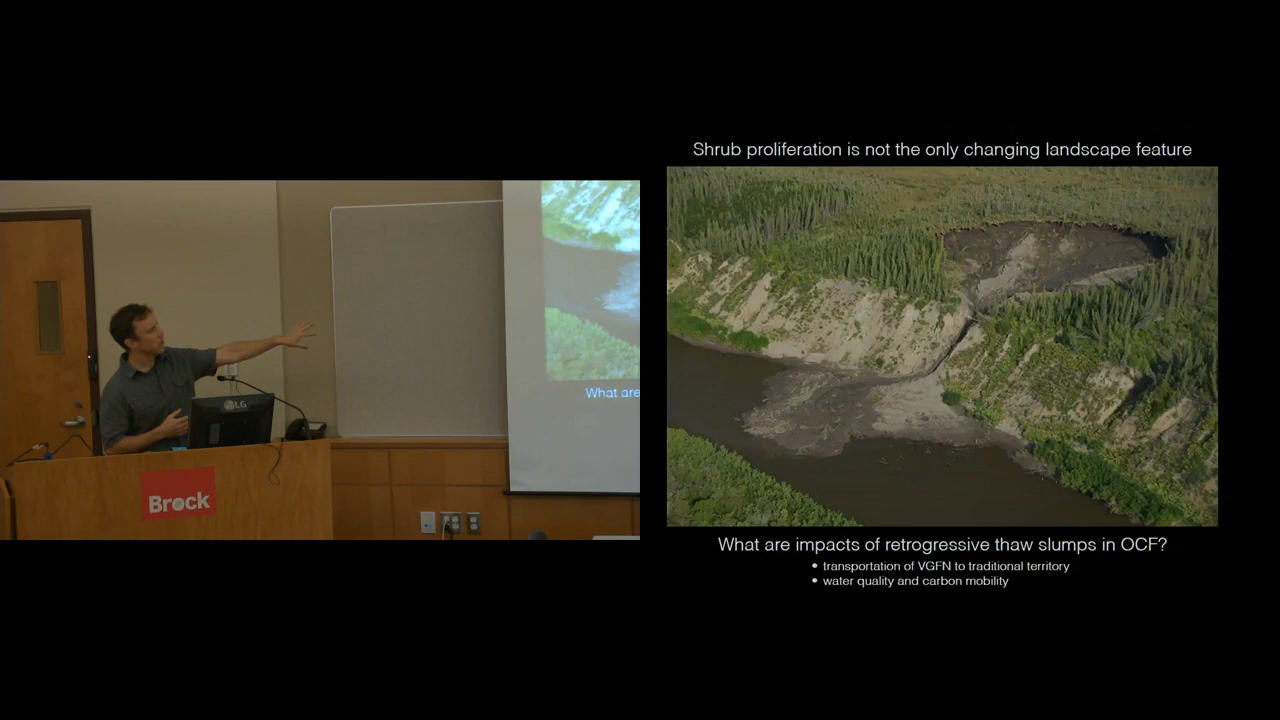 Shrub proliferation is not the only changing landscape feature
LG
What are
Brock
What are impacts of retrogressive thaw slumps in OCF?
• transportation of VGFN to traditional territory
• water quality and carbon mobility